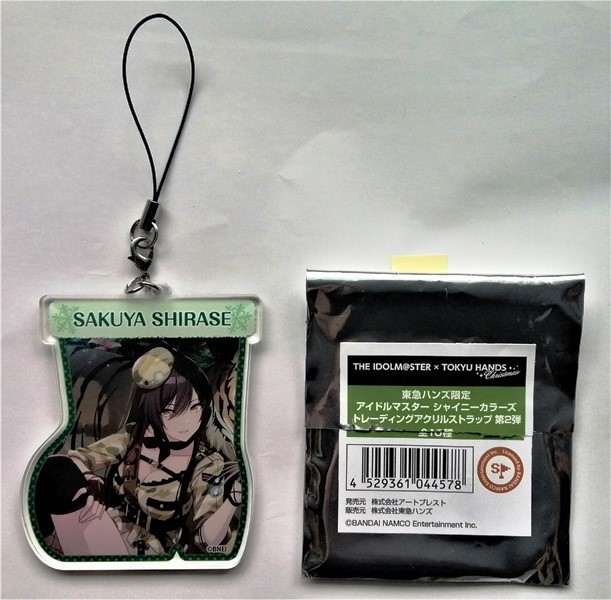 SAKUYA SHIRASE
©BNEI
THE IDOLM@STER × TOKYU HANDS
Christmas
東急ハンズ限定
アイドルマスター シャイニーカラーズ
トレーディングアクリルストラップ 第2弾
4 529361 044578
発売元 株式会社アートプレスト
販売元 株式会社東急ハンズ
©BANDAI NAMCO Entertainment Inc.